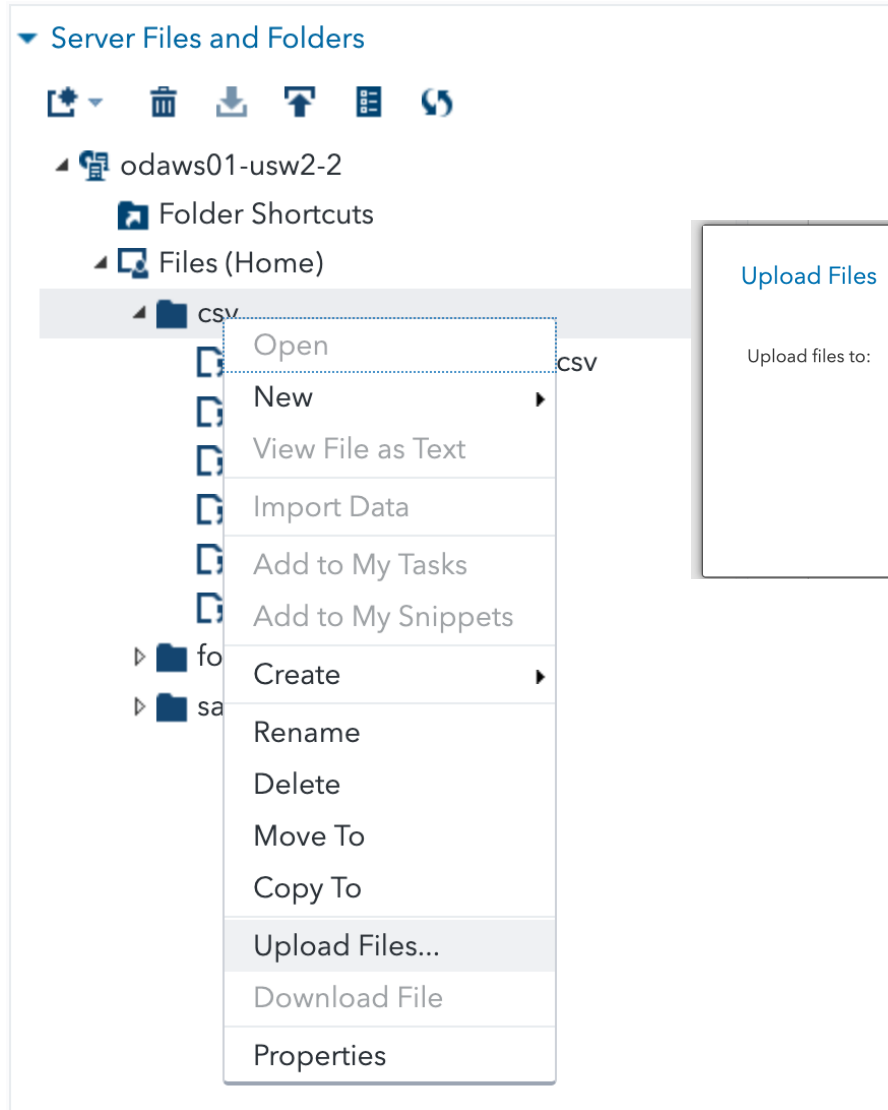 Server Files and Folders
odaws01-usw2-2
Folder Shortcuts
Files (Home)
csv
Open
csv
New
View File as Text
Import Data
Add to My Tasks
Add to My Snippets
fo
Create
sa
Rename
Delete
Move To
Copy To
Upload Files...
Download File
Properties
Upload Files
Upload files to: